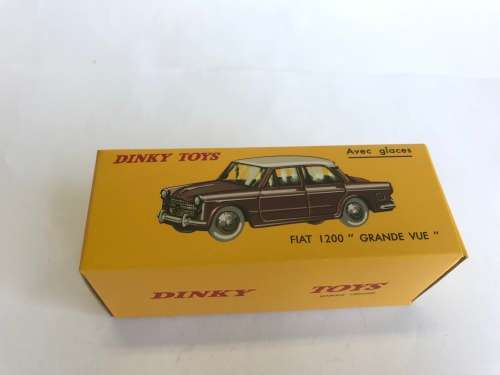 DINKY TOYS
Avec glaces
FIAT 1200 " GRANDE VUE "
DINKY TOYS